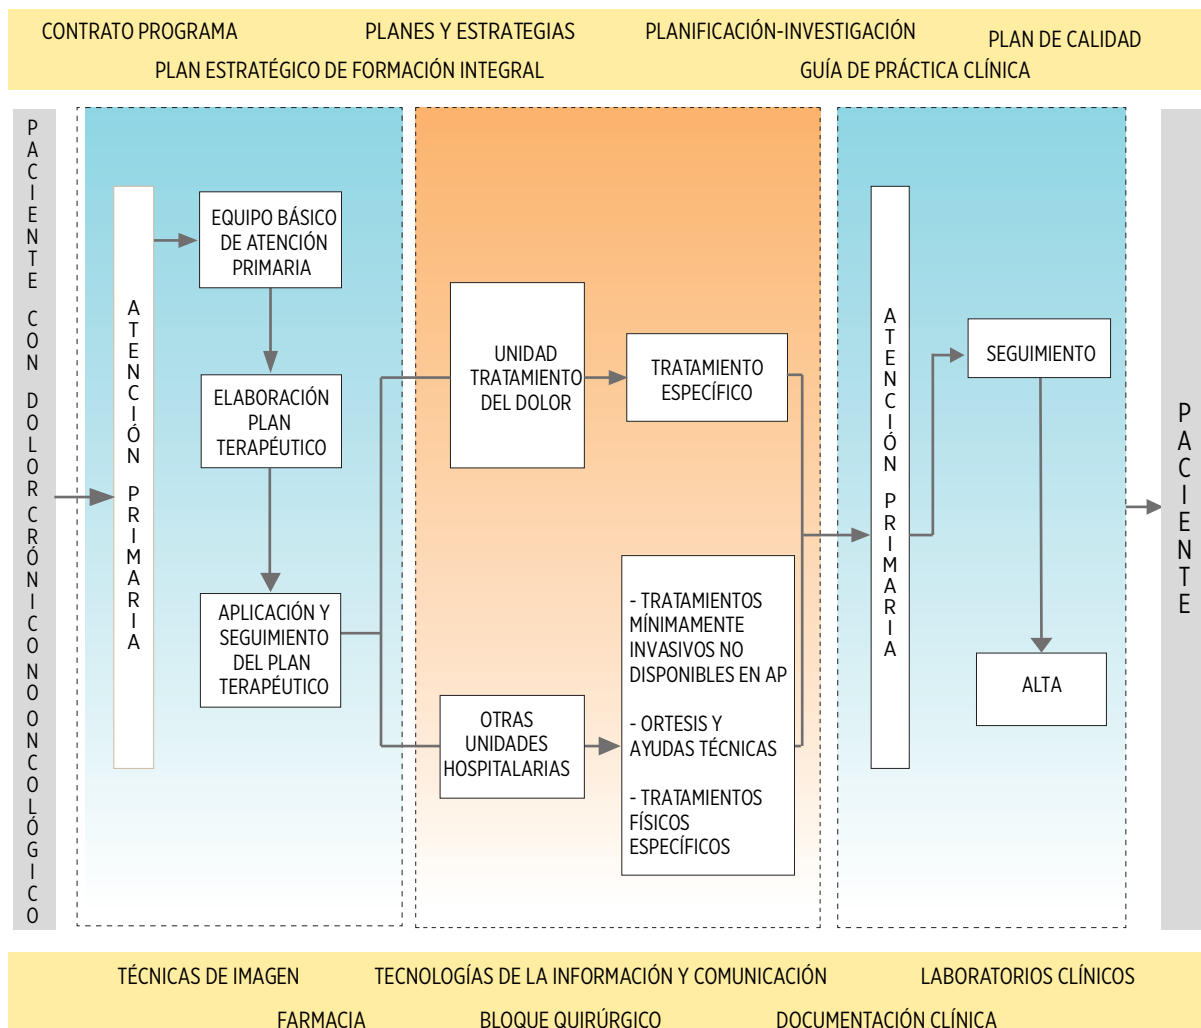 CONTRATO PROGRAMA
PLANES Y ESTRATEGIAS
PLANIFICACIÓN-INVESTIGACIÓN
PLAN DE CALIDAD
PLAN ESTRATÉGICO DE FORMACIÓN INTEGRAL
GUÍA DE PRÁCTICA CLÍNICA
PACIENTE CON DOLOR CRÓNICO NO ONCOLÓGICO
ATENCIÓN PRIMARIA
EQUIPO BÁSICO
DE ATENCIÓN
PRIMARIA
ELABORACIÓN
PLAN
TERAPÉUTICO
APLICACIÓN Y
SEGUIMIENTO
DEL PLAN
TERAPÉUTICO
UNIDAD
TRATAMIENTO
DEL DOLOR
TRATAMIENTO
ESPECÍFICO
OTRAS
UNIDADES
HOSPITALARIAS
- TRATAMIENTOS
MÍNIMAMENTE
INVASIVOS NO
DISPONIBLES EN AP
- ORTESIS Y
AYUDAS TÉCNICAS
- TRATAMIENTOS
FÍSICOS
ESPECÍFICOS
ATENCIÓN PRIMARIA
SEGUIMIENTO
ALTA
PACIENTE
TÉCNICAS DE IMAGEN
TECNOLOGÍAS DE LA INFORMACIÓN Y COMUNICACIÓN
LABORATORIOS CLÍNICOS
FARMACIA
BLOQUE QUIRÚRGICO
DOCUMENTACIÓN CLÍNICA